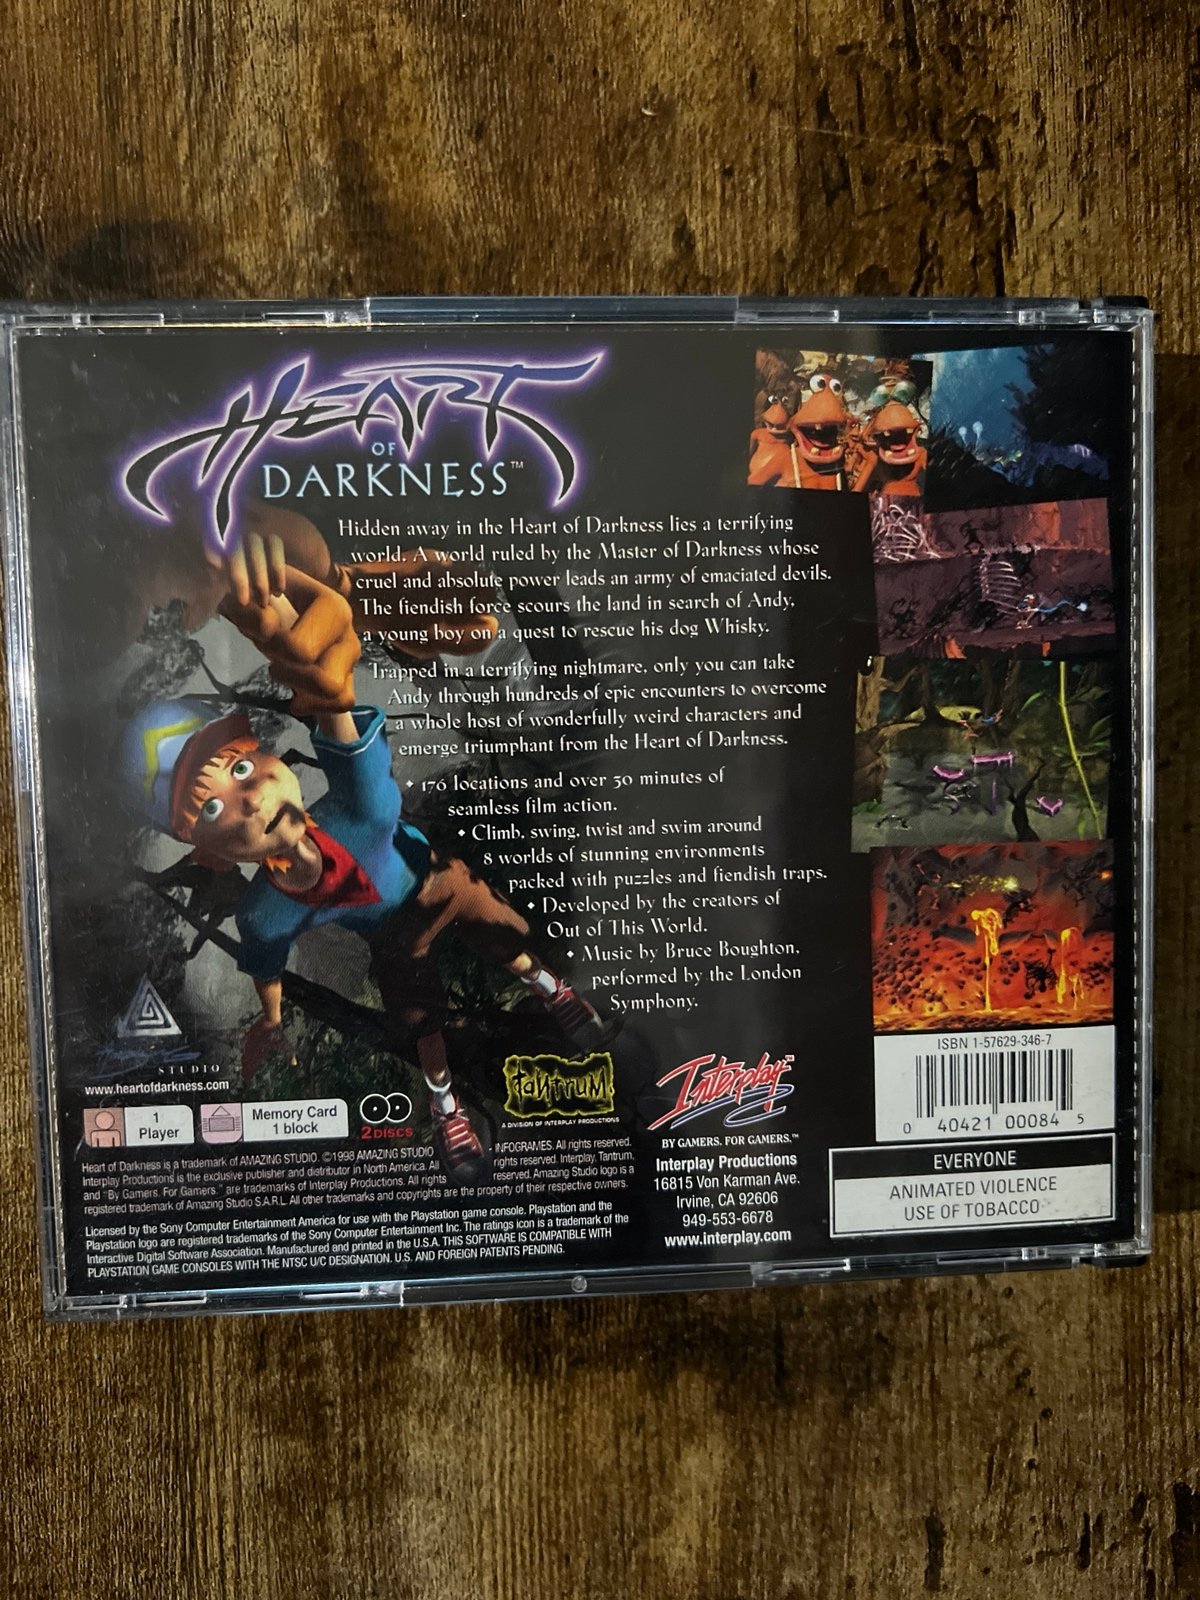 HEART
OF
DARKNESS™
Hidden away in the Heart of Darkness lies a terrifying
world. A world ruled by the Master of Darkness whose
cruel and absolute power leads an army of emaciated devils.
The fiendish force scours the land in search of Andy,
a young boy on a quest to rescue his dog Whisky.
Trapped in a terrifying nightmare, only you can take
Andy through hundreds of epic encounters to overcome
a whole host of wonderfully weird characters and
emerge triumphant from the Heart of Darkness.
• 176 locations and over 30 minutes of
seamless film action.
• Climb, swing, twist and swim around
8 worlds of stunning environments
packed with puzzles and fiendish traps.
• Developed by the creators of
Out of This World.
• Music by Bruce Boughton,
performed by the London
Symphony.
STUDIO
www.heartofdarkness.com
1
Player
Memory Card
1 block
2 DISCS
tantrum
A DIVISION OF INTERPLAY PRODUCTIONS
Interplay™
BY GAMERS. FOR GAMERS.™
Interplay Productions
16815 Von Karman Ave.
Irvine, CA 92606
949-553-6678
www.interplay.com
Heart of Darkness is a trademark of AMAZING STUDIO. ©1998 AMAZING STUDIO - INFOGRAMES. All rights reserved.
Interplay Productions is the exclusive publisher and distributor in North America. All rights reserved. Interplay, Tantrum,
and "By Gamers. For Gamers." are trademarks of Interplay Productions. All rights reserved. Amazing Studio logo is a
registered trademark of Amazing Studio S.A.R.L. All other trademarks and copyrights are the property of their respective owners.
Licensed by the Sony Computer Entertainment America for use with the Playstation game console. Playstation and the
Playstation logo are registered trademarks of the Sony Computer Entertainment Inc. The ratings icon is a trademark of the
Interactive Digital Software Association. Manufactured and printed in the U.S.A. THIS SOFTWARE IS COMPATIBLE WITH
PLAYSTATION GAME CONSOLES WITH THE NTSC U/C DESIGNATION. U.S. AND FOREIGN PATENTS PENDING.
ISBN 1-57629-346-7
0 40421 00084 5
EVERYONE
ANIMATED VIOLENCE
USE OF TOBACCO